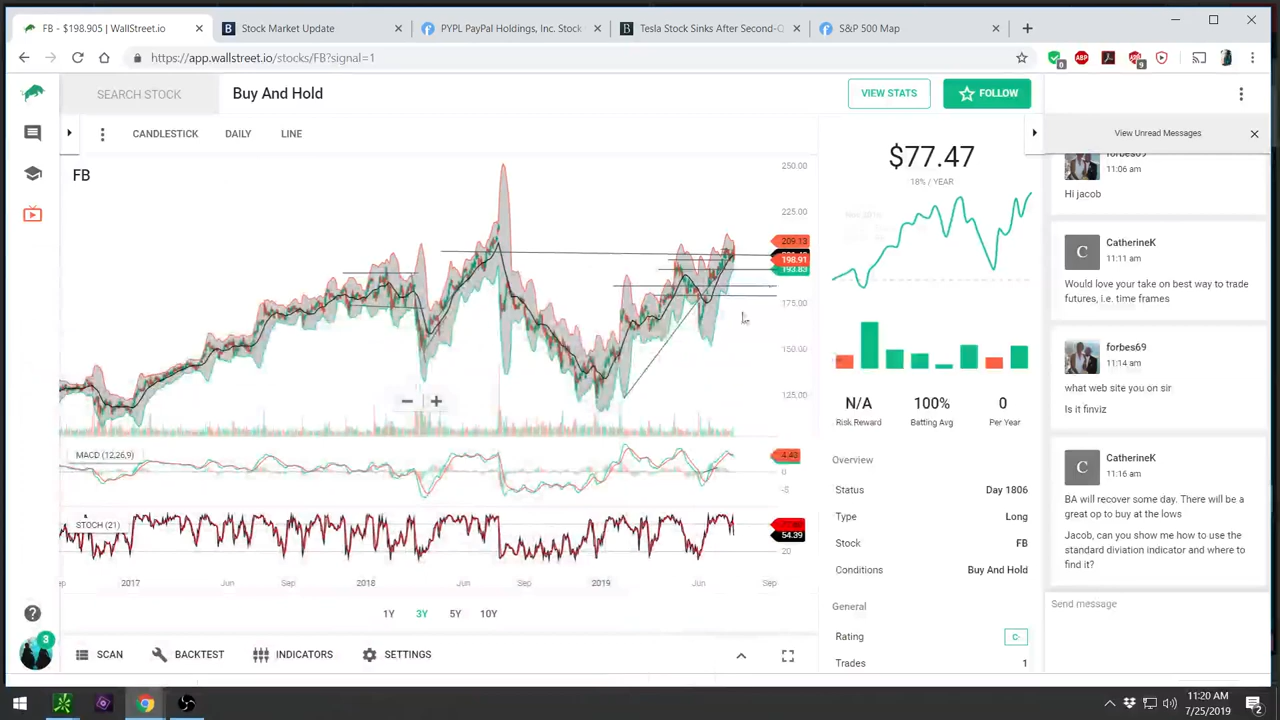 FB - $198.905 | WallStreet.io
Stock Market Update
PYPL PayPal Holdings, Inc. Stock
Tesla Stock Sinks After Second-Q
S&P 500 Map
https://app.wallstreet.io/stocks/FB?signal=1
ABP
0
9
SEARCH STOCK
Buy And Hold
VIEW STATS
FOLLOW
CANDLESTICK
DAILY
LINE
FB
250.00
225.00
209.13
198.91
193.83
175.00
150.00
125.00
MACD (12,26,9)
4.43
0
-5
STOCH (21)
54.39
20
2017
Jun
Sep
2018
Jun
Sep
2019
Jun
Sep
1Y
3Y
5Y
10Y
SCAN
BACKTEST
INDICATORS
SETTINGS
3
$77.47
18% / YEAR
N/A
100%
0
Risk Reward
Batting Avg
Per Year
Overview
Status
Day 1806
Type
Long
Stock
FB
Conditions
Buy And Hold
General
Rating
C-
Trades
1
View Unread Messages
forbes69
11:06 am
Hi jacob
C
CatherineK
11:11 am
Would love your take on best way to trade
futures, i.e. time frames
forbes69
11:14 am
what web site you on sir
Is it finviz
C
CatherineK
11:16 am
BA will recover some day. There will be a
great op to buy at the lows
Jacob, can you show me how to use the
standard diviation indicator and where to
find it?
Send message
11:20 AM
7/25/2019
2